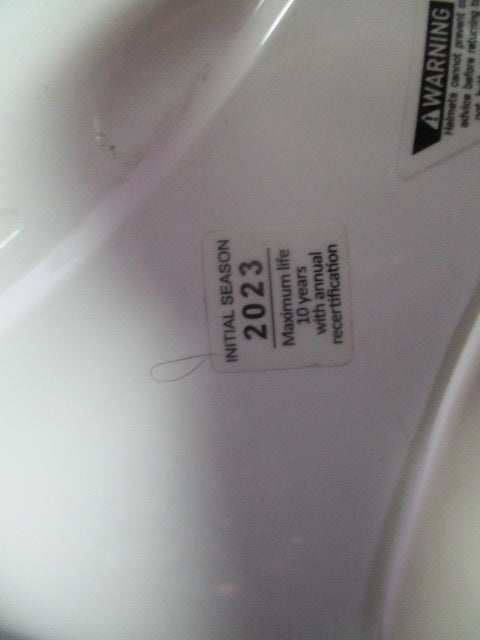 INITIAL SEASON
2023
Maximum life
10 years
with annual
recertification
WARNING
Helmets cannot prevent
advice before returning